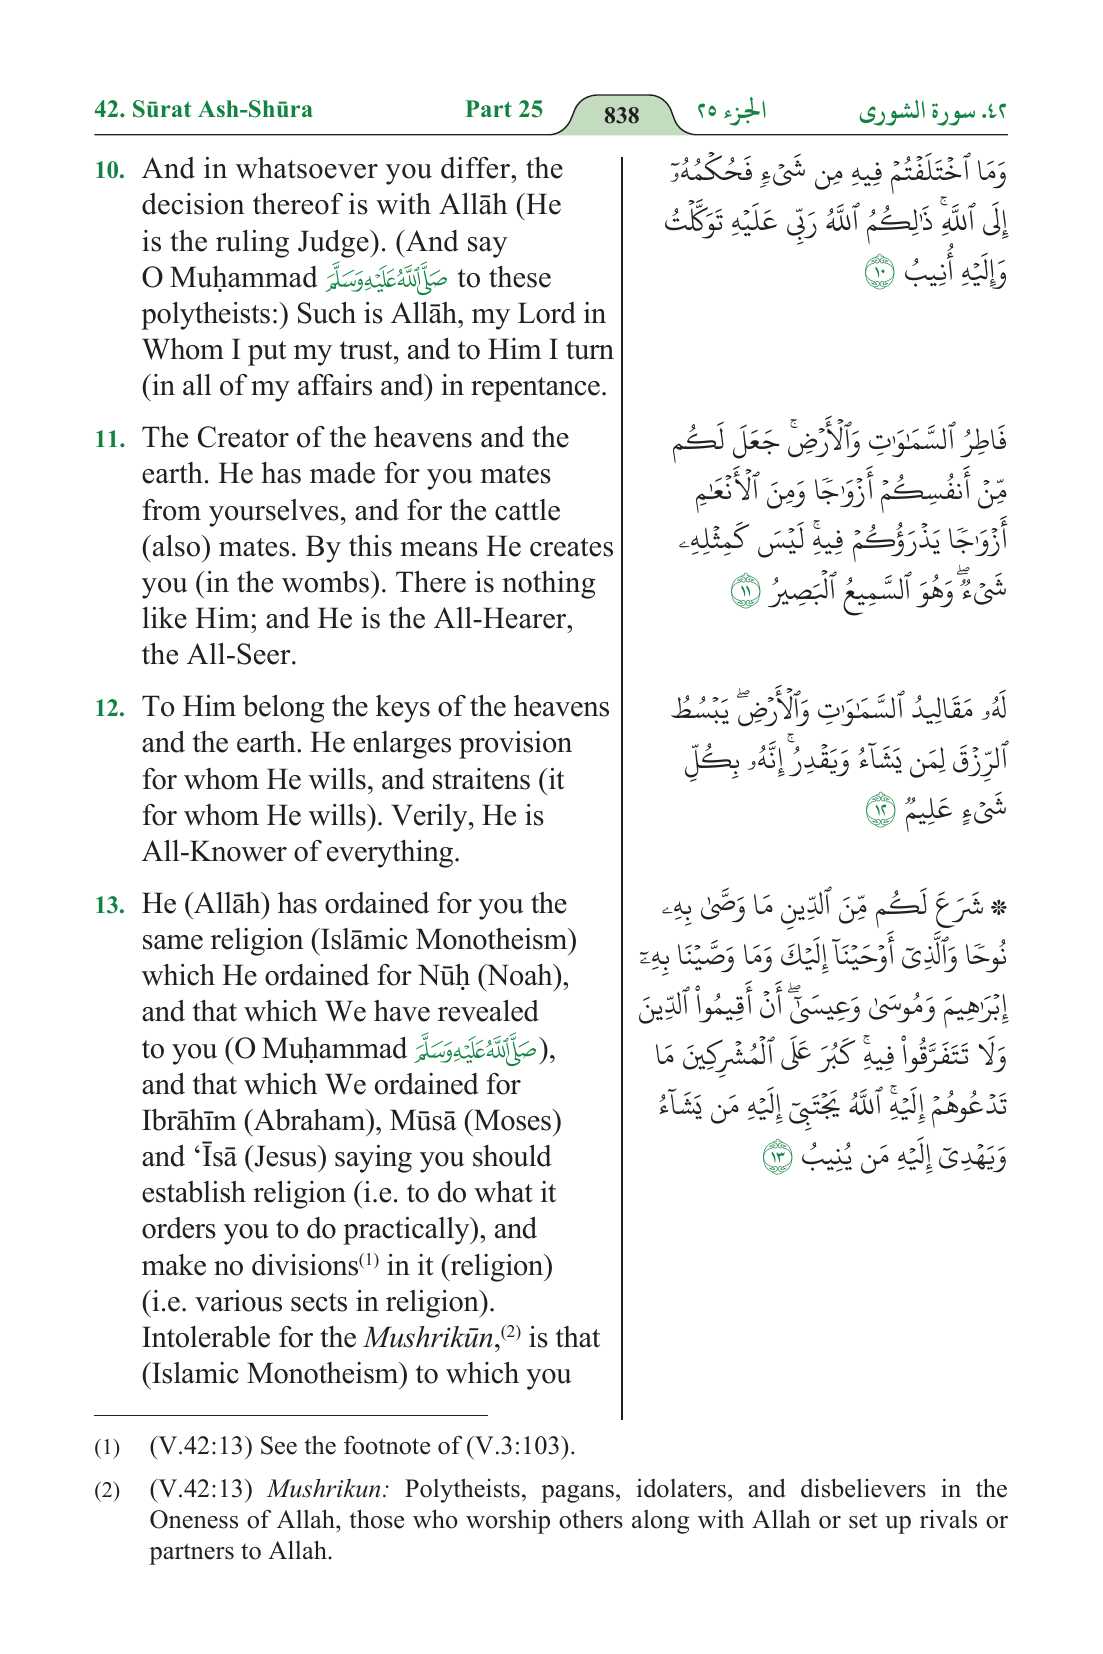 42. Sūrat Ash-Shūra
Part 25
838
الجزء ٢٥
٤٢. سورة الشورى
10. And in whatsoever you differ, the
decision thereof is with Allāh (He
is the ruling Judge). (And say
O Muḥammad صَلَّى اللَّهُ عَلَيْهِ وَسَلَّمَ to these
polytheists:) Such is Allāh, my Lord in
Whom I put my trust, and to Him I turn
(in all of my affairs and) in repentance.
وَمَا ٱخۡتَلَفۡتُمۡ فِيهِ مِن شَيۡءٖ فَحُكۡمُهُۥٓ
إِلَى ٱللَّهِۚ ذَٰلِكُمُ ٱللَّهُ رَبِّي عَلَيۡهِ تَوَكَّلۡتُ
وَإِلَيۡهِ أُنِيبُ ١٠
11. The Creator of the heavens and the
earth. He has made for you mates
from yourselves, and for the cattle
(also) mates. By this means He creates
you (in the wombs). There is nothing
like Him; and He is the All-Hearer,
the All-Seer.
فَاطِرُ ٱلسَّمَٰوَٰتِ وَٱلۡأَرۡضِۚ جَعَلَ لَكُم
مِّنۡ أَنفُسِكُمۡ أَزۡوَٰجٗا وَمِنَ ٱلۡأَنۡعَٰمِ
أَزۡوَٰجٗا يَذۡرَؤُكُمۡ فِيهِۚ لَيۡسَ كَمِثۡلِهِۦ
شَيۡءٞۖ وَهُوَ ٱلسَّمِيعُ ٱلۡبَصِيرُ ١١
12. To Him belong the keys of the heavens
and the earth. He enlarges provision
for whom He wills, and straitens (it
for whom He wills). Verily, He is
All-Knower of everything.
لَهُۥ مَقَالِيدُ ٱلسَّمَٰوَٰتِ وَٱلۡأَرۡضِۖ يَبۡسُطُ
ٱلرِّزۡقَ لِمَن يَشَآءُ وَيَقۡدِرُۚ إِنَّهُۥ بِكُلِّ
شَيۡءٍ عَلِيمٞ ١٢
13. He (Allāh) has ordained for you the
same religion (Islāmic Monotheism)
which He ordained for Nūḥ (Noah),
and that which We have revealed
to you (O Muḥammad صَلَّى اللَّهُ عَلَيْهِ وَسَلَّمَ),
and that which We ordained for
Ibrāhīm (Abraham), Mūsā (Moses)
and ‘Īsā (Jesus) saying you should
establish religion (i.e. to do what it
orders you to do practically), and
make no divisions(1) in it (religion)
(i.e. various sects in religion).
Intolerable for the Mushrikūn,(2) is that
(Islamic Monotheism) to which you
✽ شَرَعَ لَكُم مِّنَ ٱلدِّينِ مَا وَصَّىٰ بِهِۦ
نُوحٗا وَٱلَّذِيٓ أَوۡحَيۡنَآ إِلَيۡكَ وَمَا وَصَّيۡنَا بِهِۦٓ
إِبۡرَٰهِيمَ وَمُوسَىٰ وَعِيسَىٰٓۖ أَنۡ أَقِيمُواْ ٱلدِّينَ
وَلَا تَتَفَرَّقُواْ فِيهِۚ كَبُرَ عَلَى ٱلۡمُشۡرِكِينَ مَا
تَدۡعُوهُمۡ إِلَيۡهِۚ ٱللَّهُ يَجۡتَبِيٓ إِلَيۡهِ مَن يَشَآءُ
وَيَهۡدِيٓ إِلَيۡهِ مَن يُنِيبُ ١٣
(1) (V.42:13) See the footnote of (V.3:103).
(2) (V.42:13) Mushrikun: Polytheists, pagans, idolaters, and disbelievers in the
Oneness of Allah, those who worship others along with Allah or set up rivals or
partners to Allah.